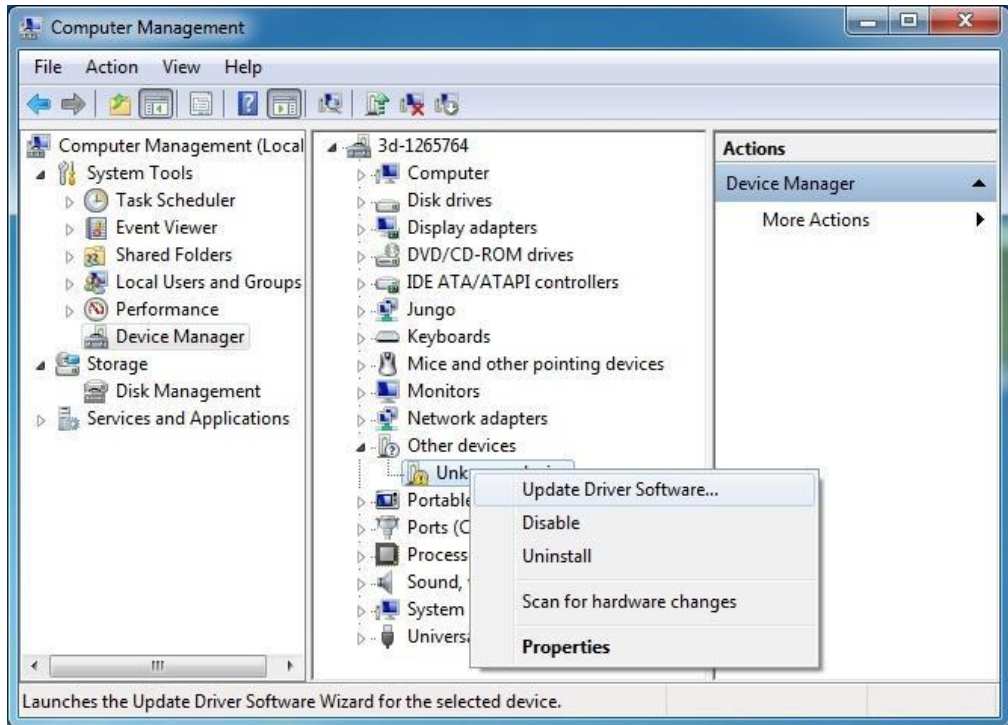 Computer Management
File Action View Help
Computer Management (Local
System Tools
Task Scheduler
Event Viewer
Shared Folders
Local Users and Groups
Performance
Device Manager
Storage
Disk Management
Services and Applications
3d-1265764
Computer
Disk drives
Display adapters
DVD/CD-ROM drives
IDE ATA/ATAPI controllers
Jungo
Keyboards
Mice and other pointing devices
Monitors
Network adapters
Other devices
Unk
Portable
Ports (C
Process
Sound,
System
Univers
Update Driver Software...
Disable
Uninstall
Scan for hardware changes
Properties
Actions
Device Manager
More Actions
Launches the Update Driver Software Wizard for the selected device.